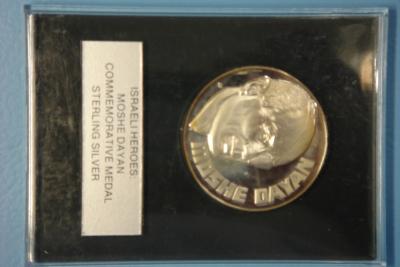 ISRAELI HEROES:
MOSHE DAYAN
COMMEMORATIVE MEDAL
STERLING SILVER
MOSHE DAYAN